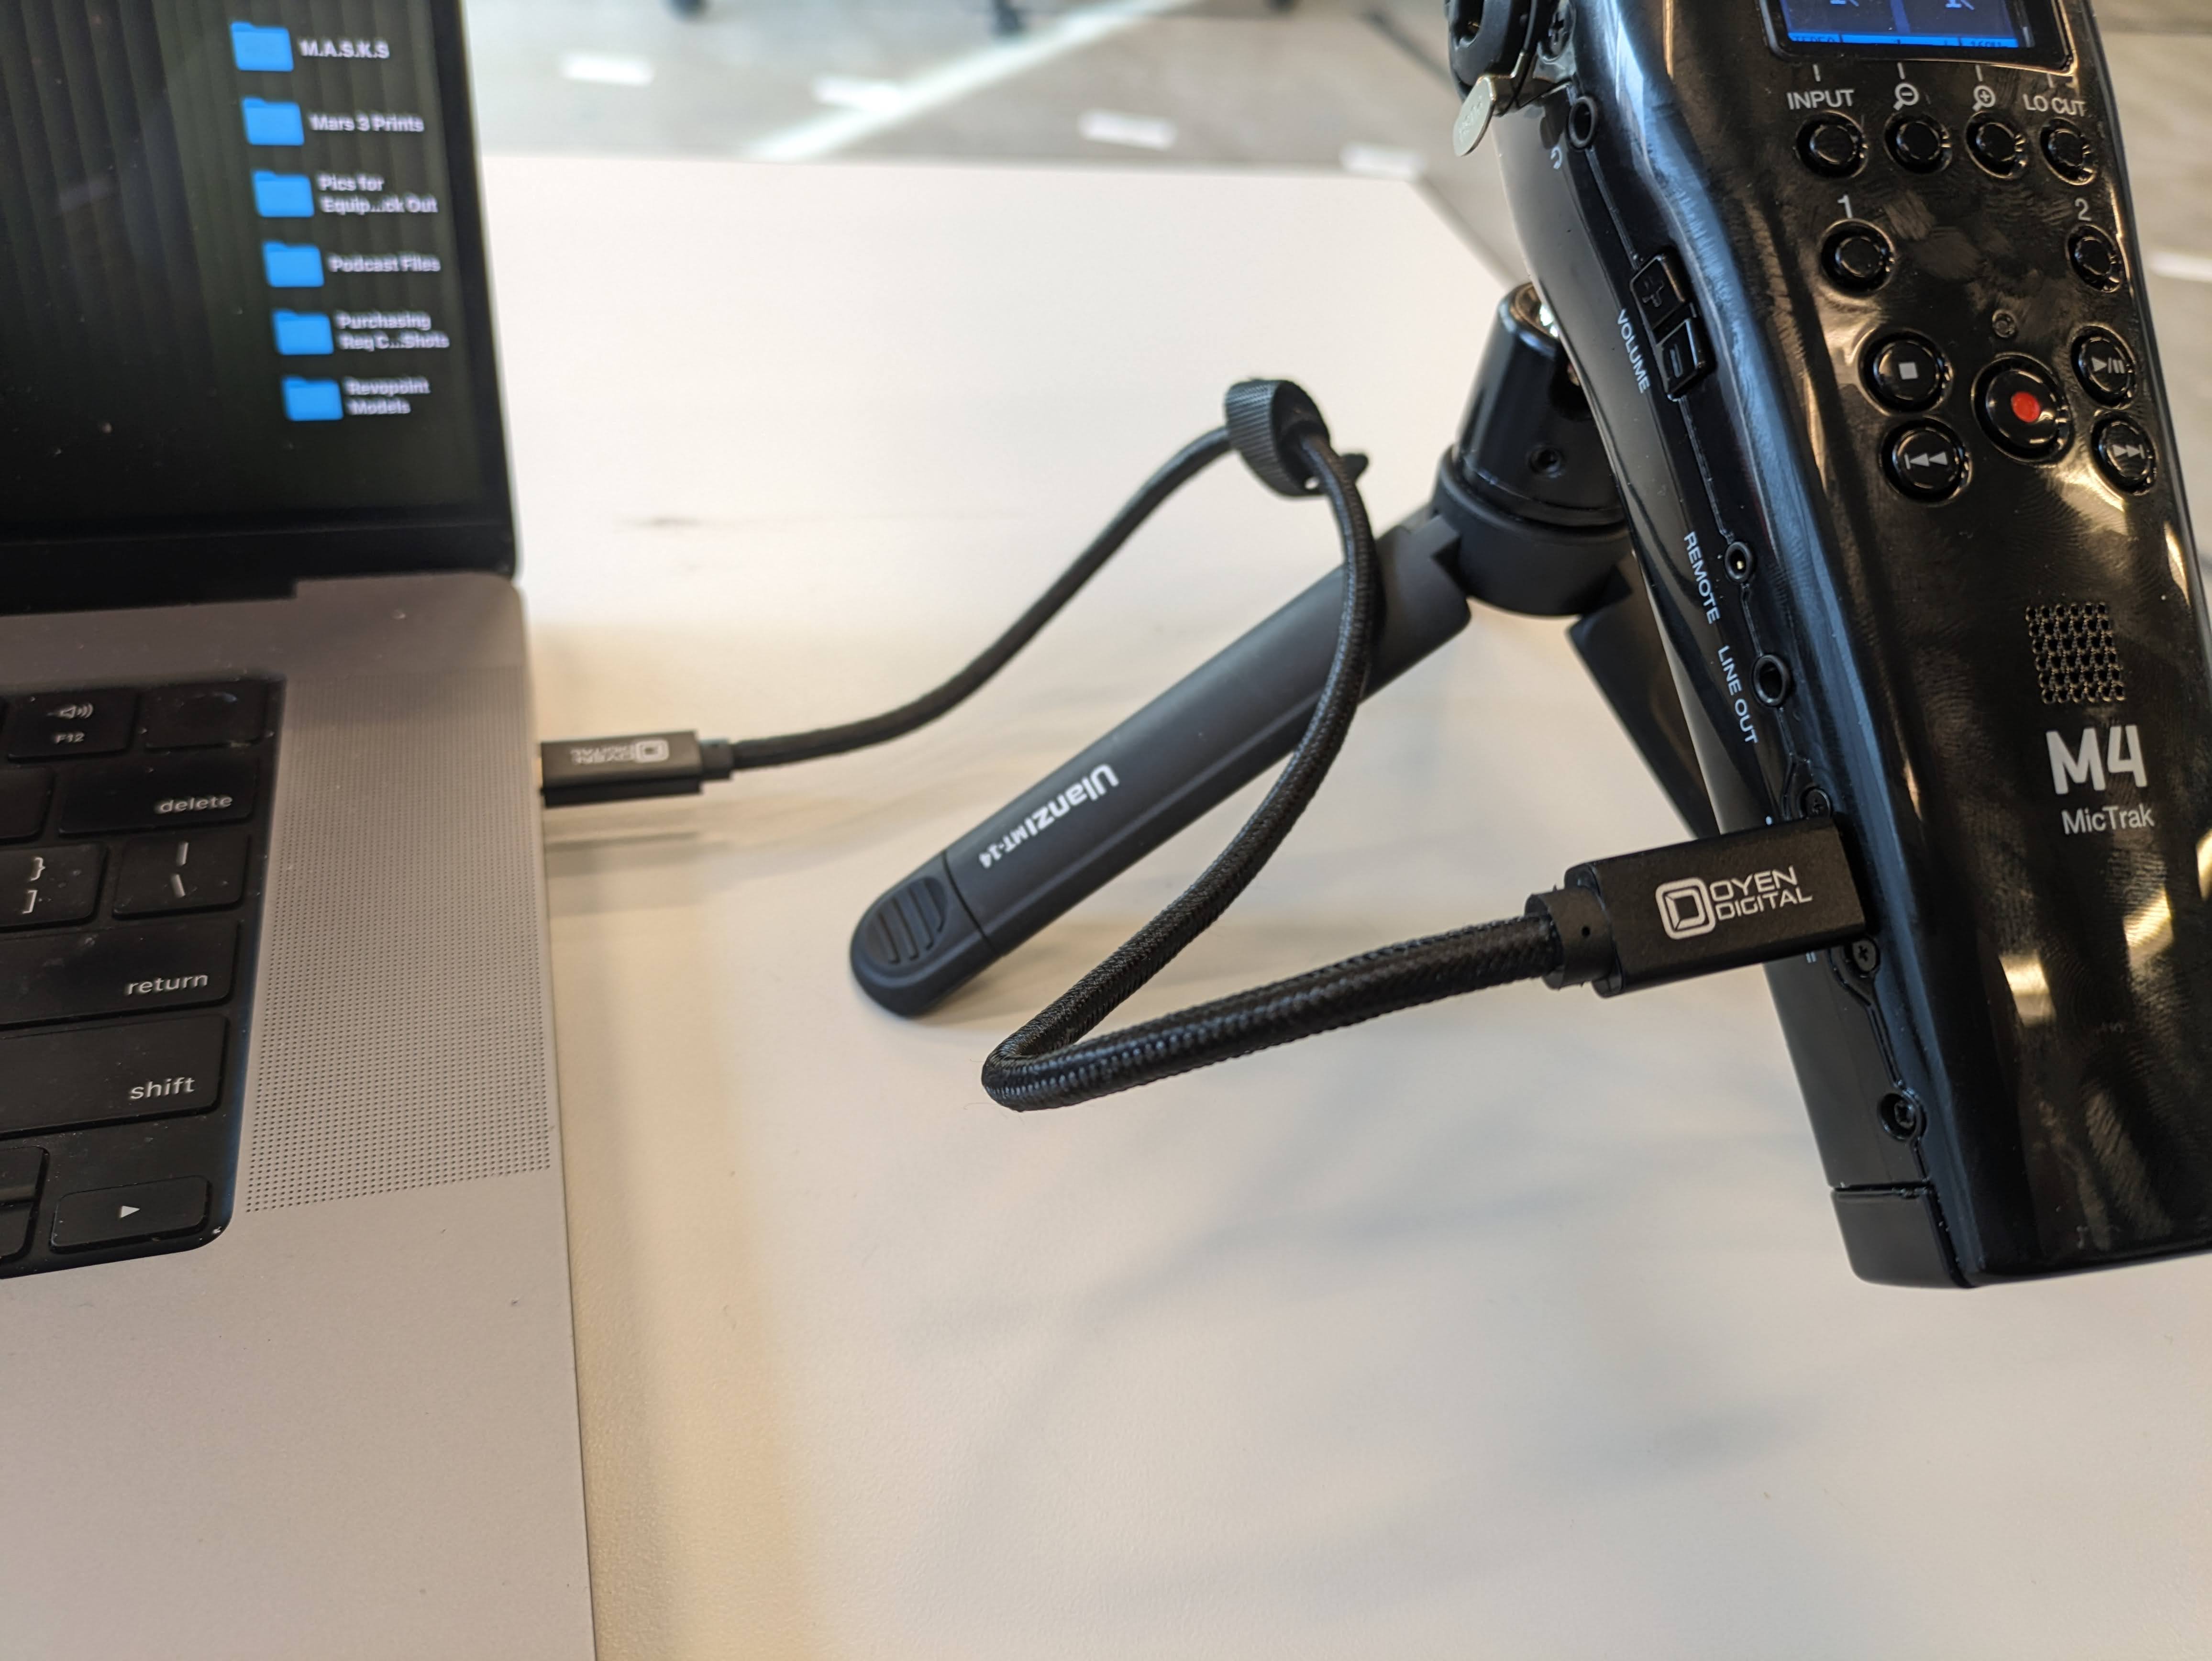 M.A.S.K.S
Mars 3 Prints
Pics for
Equip...ck Out
Podcast Files
Purchasing
Req C...Shots
Revopoint
Models
F12
delete
}
]
|
\
return
shift
OYEN
DIGITAL
Ulanzi MT-14
OYEN
DIGITAL
INPUT
LO CUT
1
2
VOLUME
+
-
REMOTE
LINE OUT
M4
MicTrak